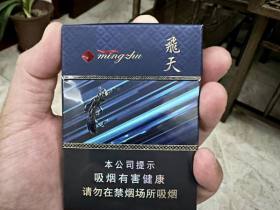 mingzhu
飛天
本公司提示
吸烟有害健康
请勿在禁烟场所吸烟